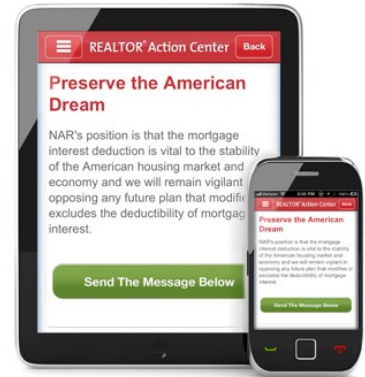 REALTOR® Action Center Back
Preserve the American
Dream
NAR's position is that the mortgage
interest deduction is vital to the stability
of the American housing market and
economy and we will remain vigilant
opposing any future plan that modifie
excludes the deductibility of mortgag
interest.
Send The Message Below
REALTOR® Action Center Back
Preserve the American
Dream
NAR's position is that the mortgage
interest deduction is vital to the stability
of the American housing market and
economy and we will remain vigilant
opposing any future plan that modifies or
excludes the deductibility of mortgage
interest.
Send The Message Below